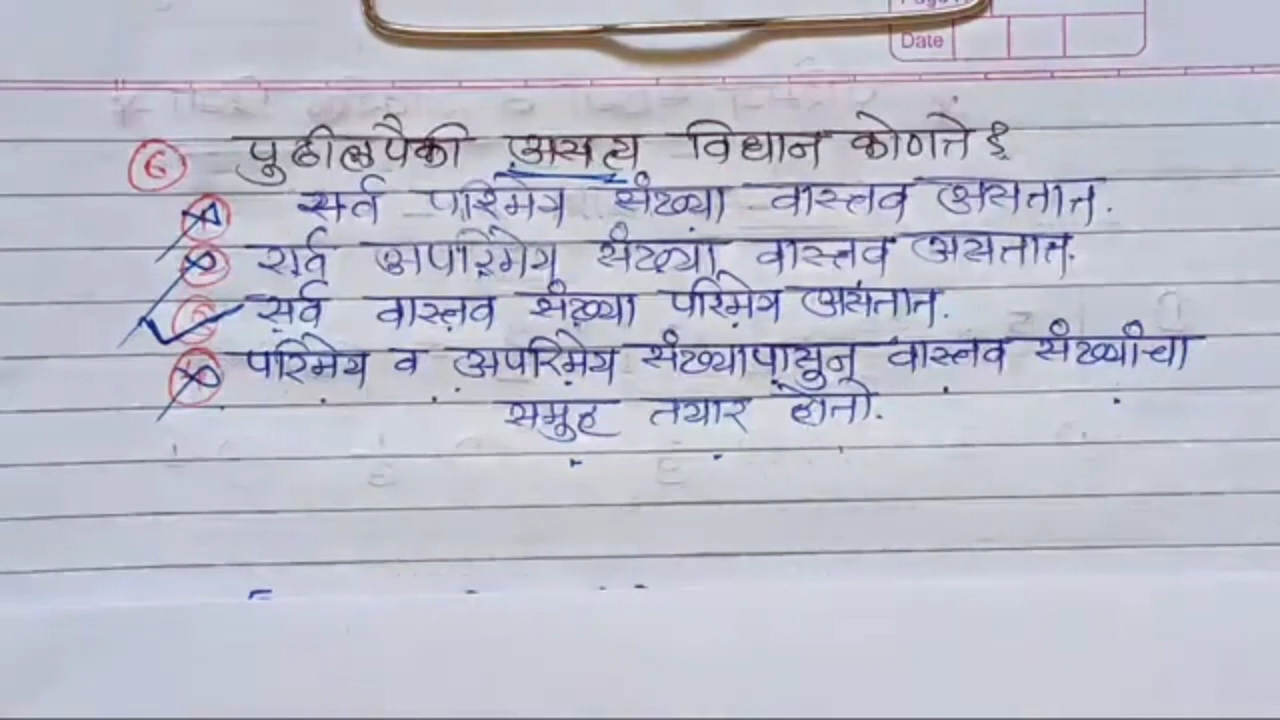 Date
6 पुढीलपैकी असत्य विधान कोणते?
सर्व परिमेय संख्या वास्तव असतात.
सर्व अपरिमेय संख्या वास्तव असतात.
सर्व वास्तव संख्या परिमेय असतात.
परिमेय व अपरिमेय संख्यापासुन वास्तव संख्यांचा
समुह तयार होतो.